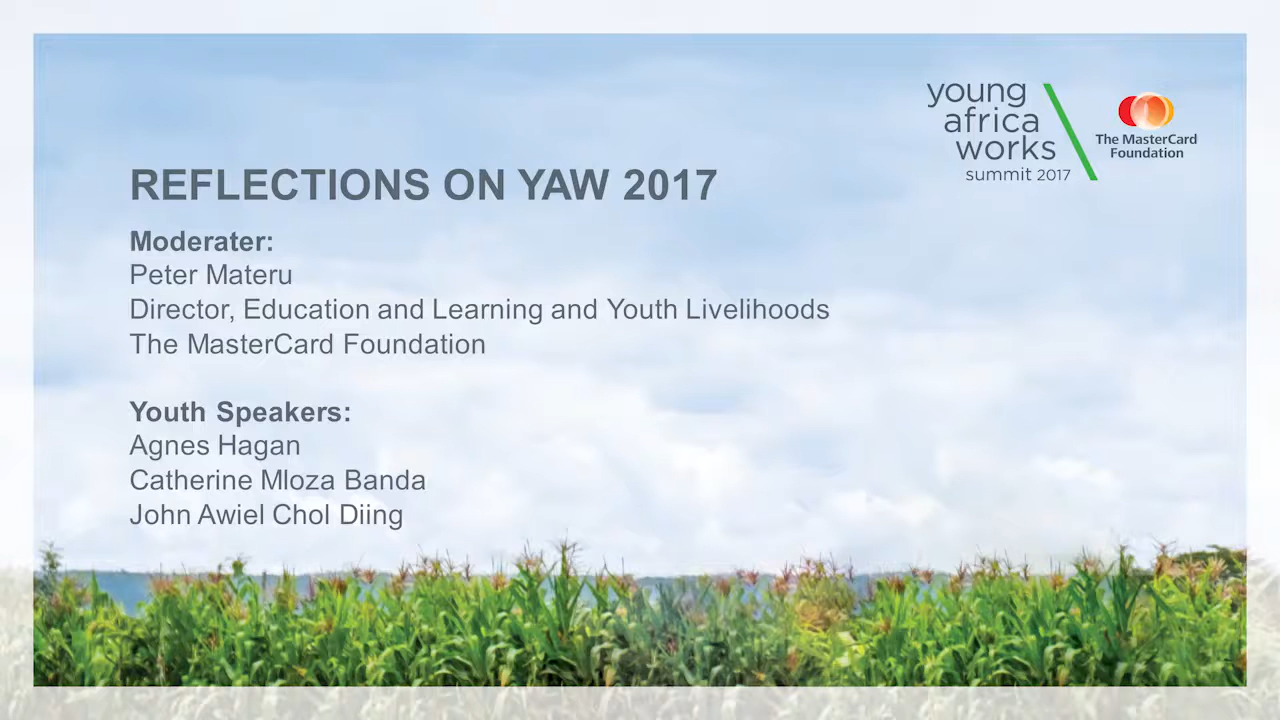 young
africa
works
summit 2017
The MasterCard
Foundation
REFLECTIONS ON YAW 2017
Moderater:
Peter Materu
Director, Education and Learning and Youth Livelihoods
The MasterCard Foundation
Youth Speakers:
Agnes Hagan
Catherine Mloza Banda
John Awiel Chol Diing